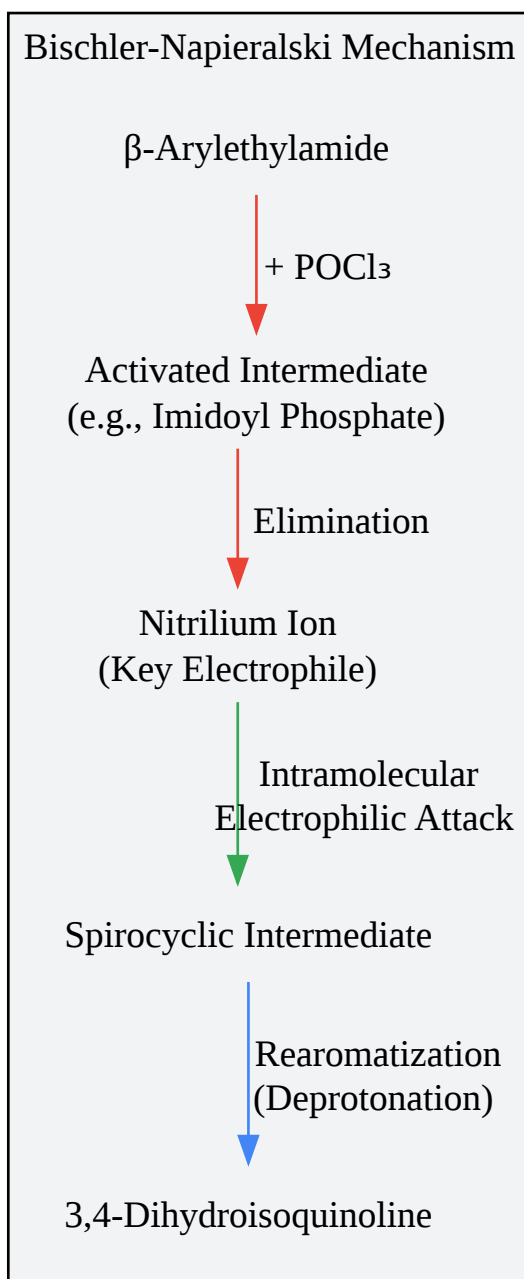 Bischler-Napieralski Mechanism
β-Arylethylamide
+ POCl₃
Activated Intermediate
(e.g., Imidoyl Phosphate)
Elimination
Nitrilium Ion
(Key Electrophile)
Intramolecular
Electrophilic Attack
Spirocyclic Intermediate
Rearomatization
(Deprotonation)
3,4-Dihydroisoquinoline